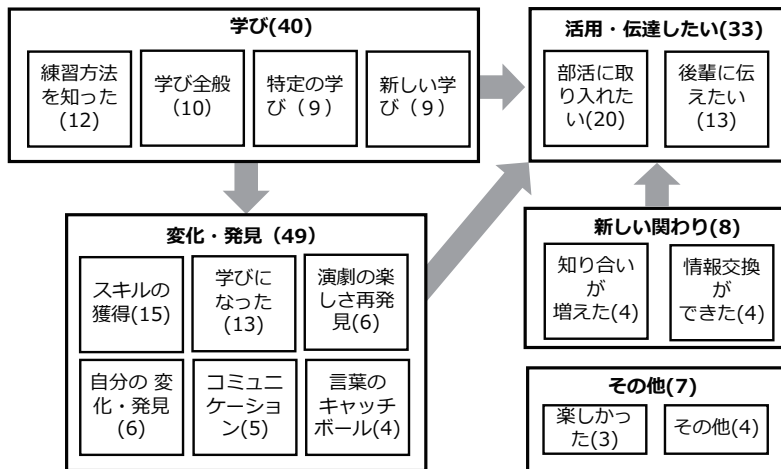 学び(40)
練習方法
を知った
(12)
学び全般
（10）
特定の学
び（９）
新しい学
び（９）
活用・伝達したい(33)
部活に取
り入れた
い(20)
後輩に伝
えたい
(13)
変化・発見（49）
スキルの
獲得(15)
学びに
なった
(13)
演劇の楽
しさ再発
見(6)
自分の 変
化・発見
(6)
コミュニ
ケーショ
ン(5)
言葉の
キャッチ
ボール(4)
新しい関わり(8)
知り合い
が
増えた(4)
情報交換
が
できた(4)
その他(7)
楽しかっ
た(3)
その他(4)